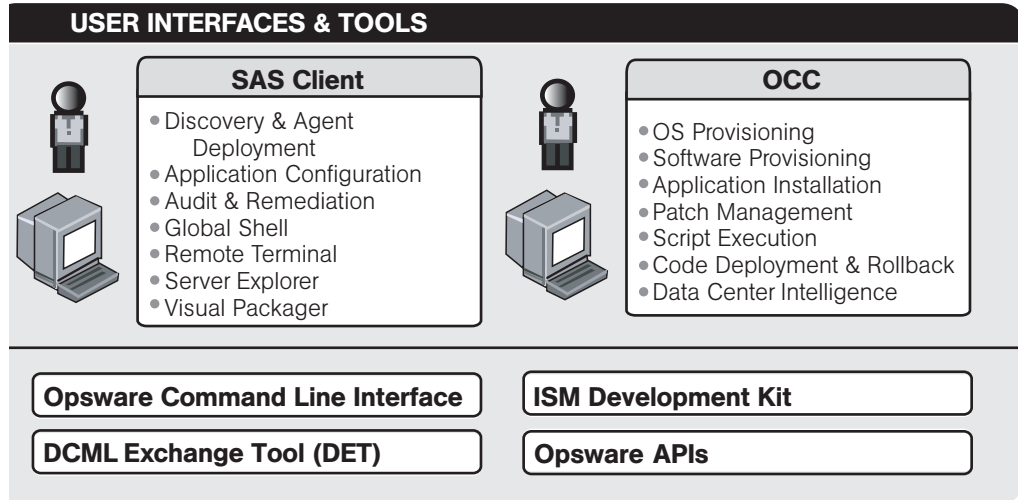 USER INTERFACES & TOOLS
SAS Client
Discovery & Agent
Deployment
Application Configuration
Audit & Remediation
Global Shell
Remote Terminal
Server Explorer
Visual Packager
OCC
OS Provisioning
Software Provisioning
Application Installation
Patch Management
Script Execution
Code Deployment & Rollback
Data Center Intelligence
Opsware Command Line Interface
ISM Development Kit
DCML Exchange Tool (DET)
Opsware APIs